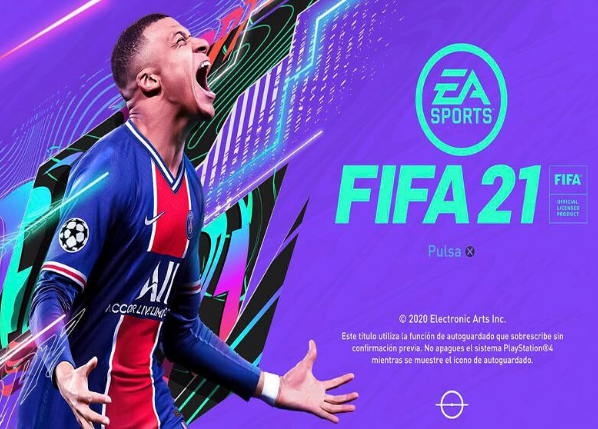 EA
SPORTS
FIFA 21
FIFA
OFFICIAL
LICENSED
PRODUCT
Pulsa ⓧ
ALL
ACCOR LIVE LIMITLESS
© 2020 Electronic Arts Inc.
Este título utiliza la función de autoguardado que sobrescribe sin
confirmación previa. No apagues el sistema PlayStation®4
mientras se muestre el icono de autoguardado.